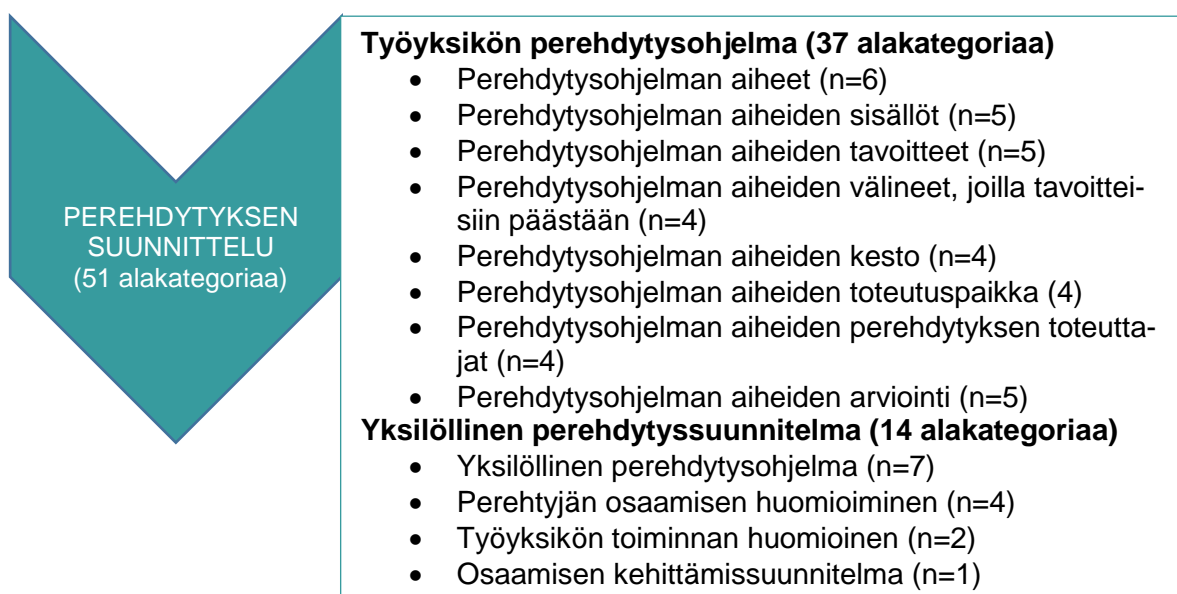 PEREHDYTYKSEN
SUUNNITTELU
(51 alakategoriaa)
Työyksikön perehdytysohjelma (37 alakategoriaa)
• Perehdytysohjelman aiheet (n=6)
• Perehdytysohjelman aiheiden sisällöt (n=5)
• Perehdytysohjelman aiheiden tavoitteet (n=5)
• Perehdytysohjelman aiheiden välineet, joilla tavoittei-
siin päästään (n=4)
• Perehdytysohjelman aiheiden kesto (n=4)
• Perehdytysohjelman aiheiden toteutuspaikka (4)
• Perehdytysohjelman aiheiden perehdytyksen toteutta-
jat (n=4)
• Perehdytysohjelman aiheiden arviointi (n=5)
Yksilöllinen perehdytyssuunnitelma (14 alakategoriaa)
• Yksilöllinen perehdytysohjelma (n=7)
• Perehtyjän osaamisen huomioiminen (n=4)
• Työyksikön toiminnan huomioinen (n=2)
• Osaamisen kehittämissuunnitelma (n=1)